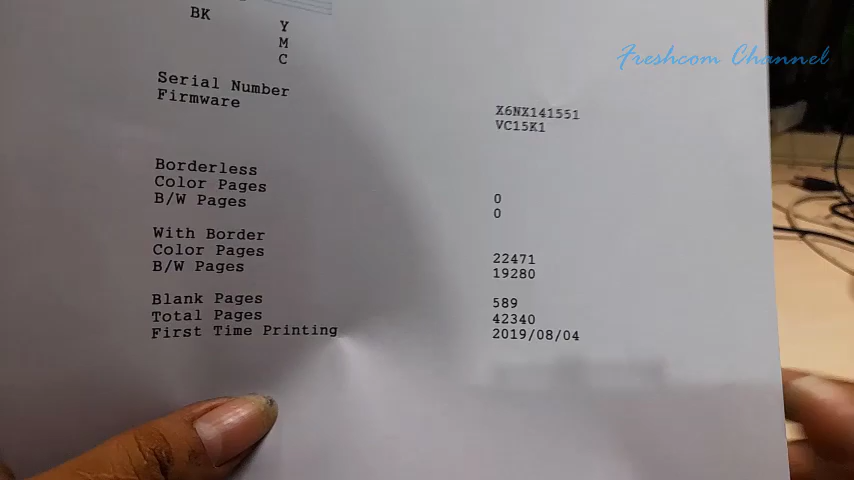 BK
Y
M
C
Freshcom Channel
Serial Number X6NX141551
Firmware VC15K1
Borderless
Color Pages 0
B/W Pages 0
With Border
Color Pages 22471
B/W Pages 19280
Blank Pages 589
Total Pages 42340
First Time Printing 2019/08/04